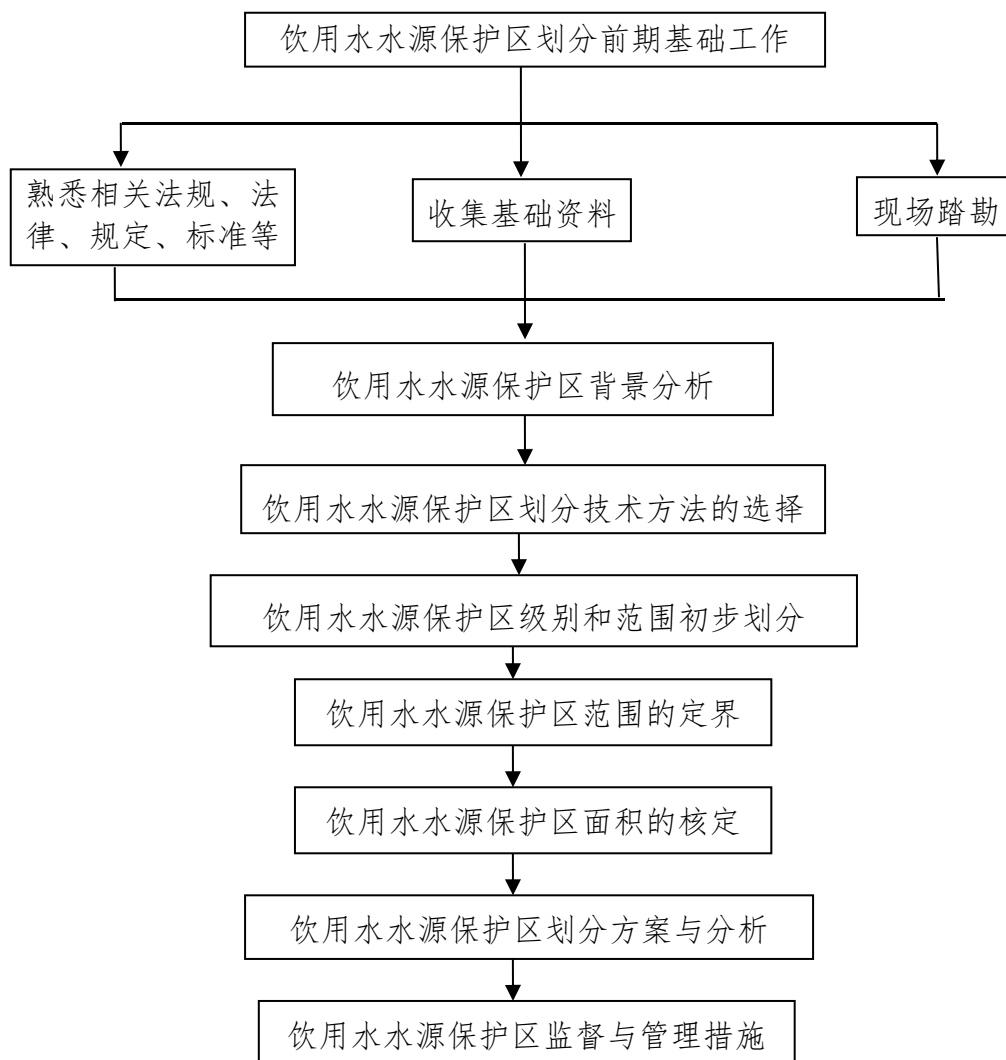 饮用水水源保护区划分前期基础工作
熟悉相关法规、法
律、规定、标准等
收集基础资料
现场踏勘
饮用水水源保护区背景分析
饮用水水源保护区划分技术方法的选择
饮用水水源保护区级别和范围初步划分
饮用水水源保护区范围的定界
饮用水水源保护区面积的核定
饮用水水源保护区划分方案与分析
饮用水水源保护区监督与管理措施